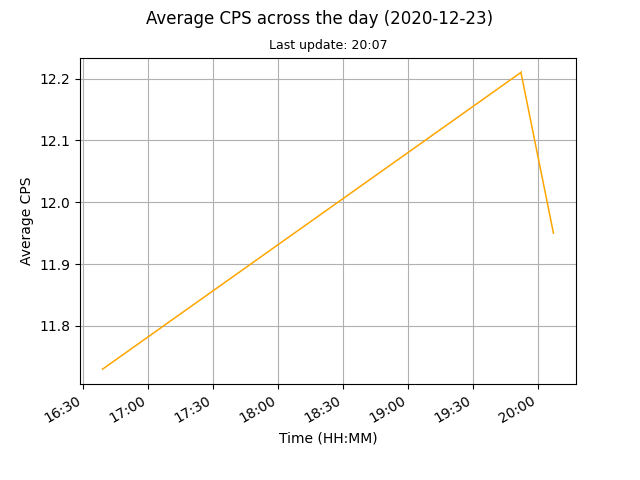 Average CPS across the day (2020-12-23)
Last update: 20:07
12.2
12.1
12.0
11.9
11.8
Average CPS
16:30 17:00 17:30 18:00 18:30 19:00 19:30 20:00
Time (HH:MM)